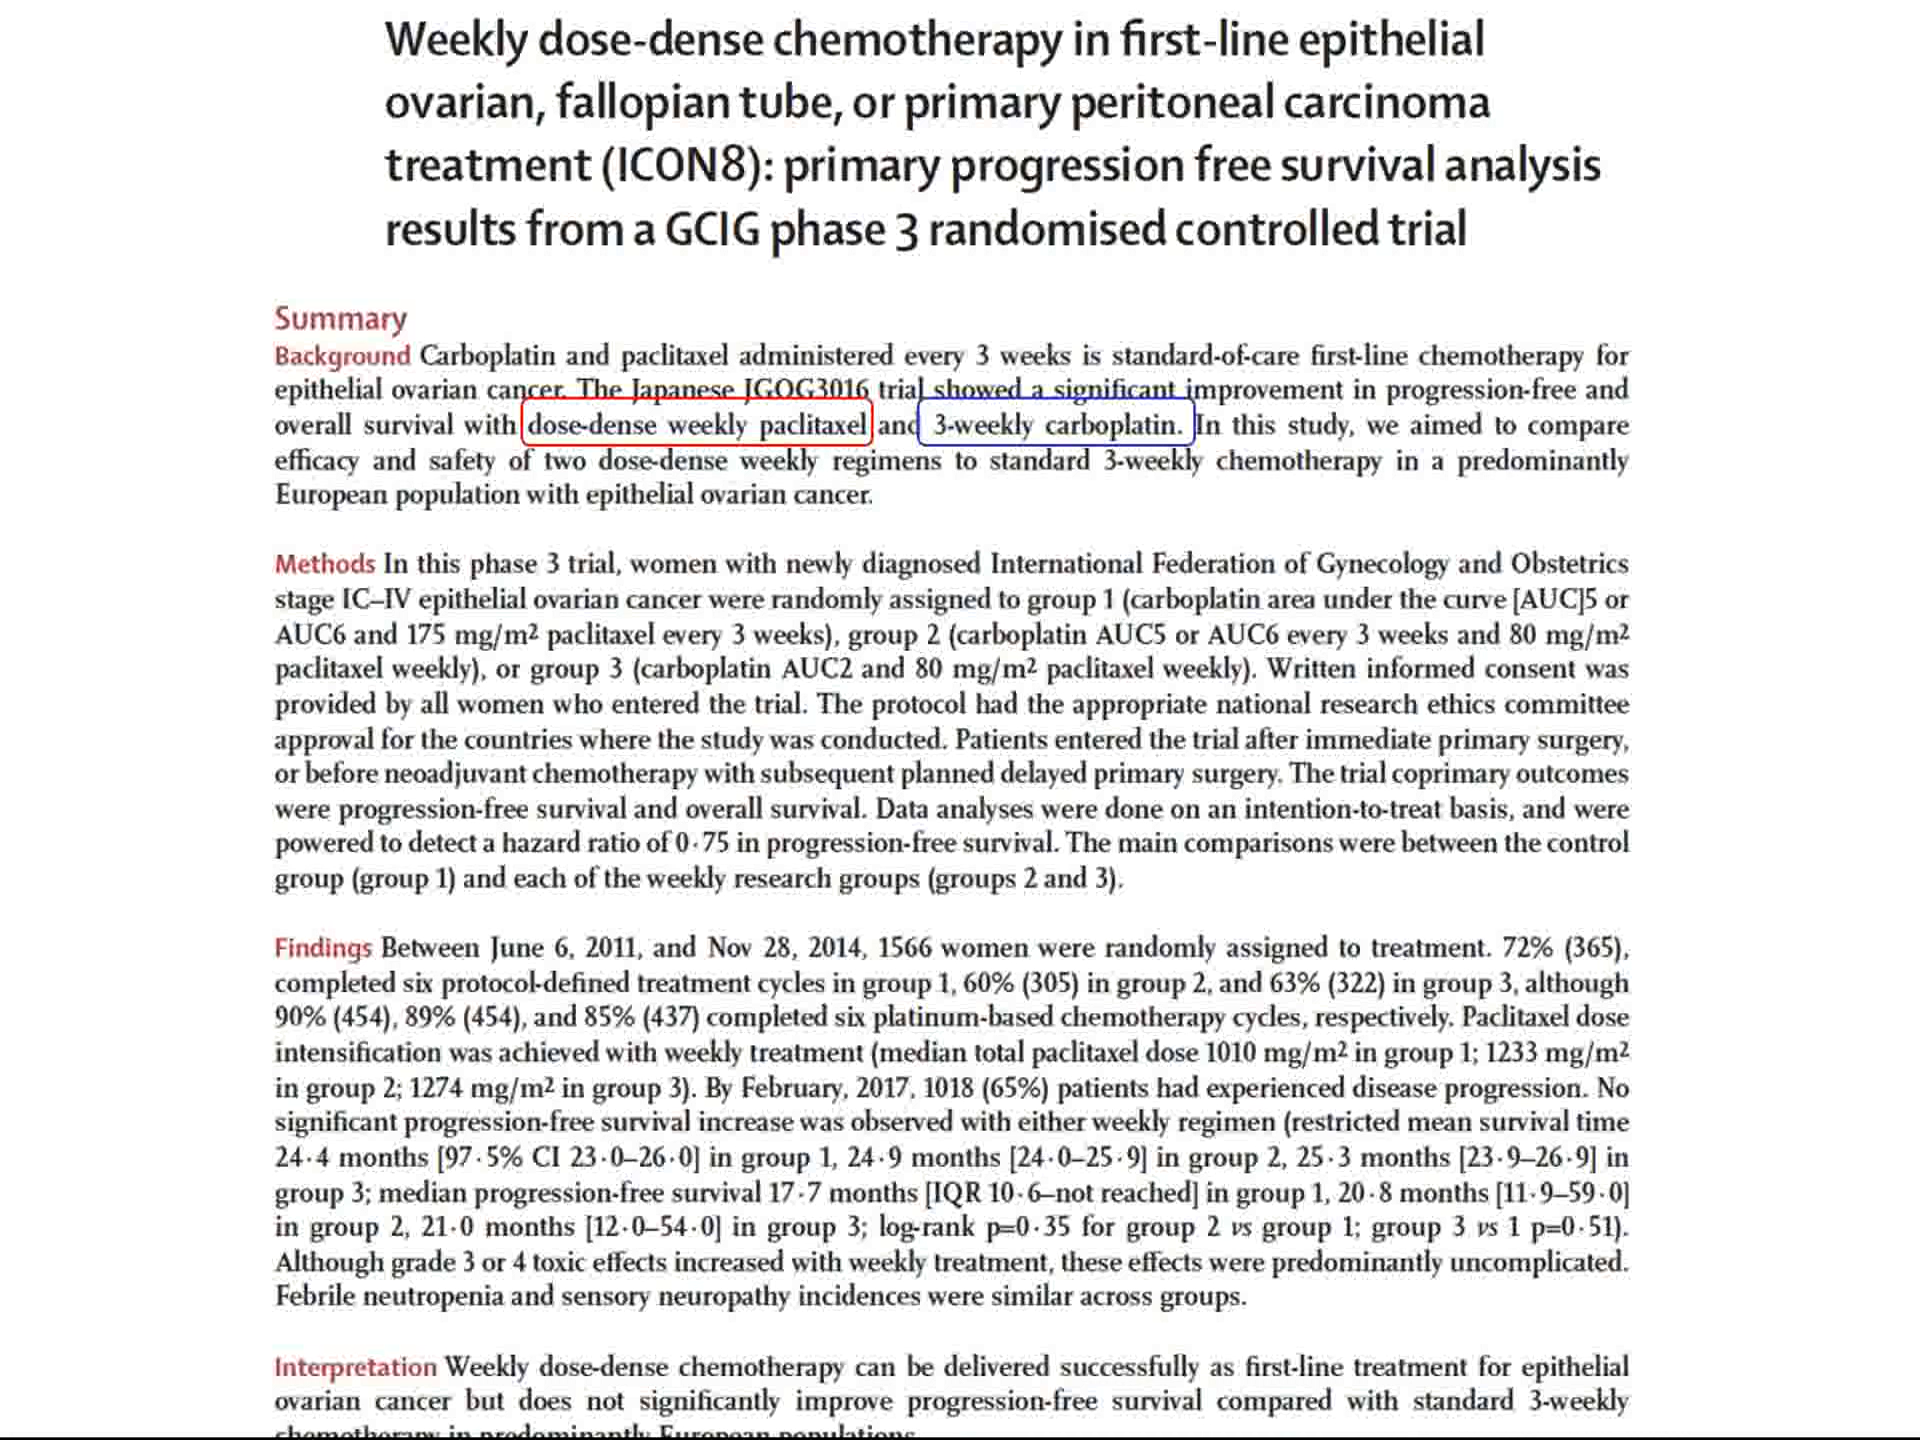 Weekly dose-dense chemotherapy in first-line epithelial
ovarian, fallopian tube, or primary peritoneal carcinoma
treatment (ICON8): primary progression free survival analysis
results from a GCIG phase 3 randomised controlled trial
Summary
Background Carboplatin and paclitaxel administered every 3 weeks is standard-of-care first-line chemotherapy for
epithelial ovarian cancer. The Japanese JGOG3016 trial showed a significant improvement in progression-free and
overall survival with dose-dense weekly paclitaxel and 3-weekly carboplatin. In this study, we aimed to compare
efficacy and safety of two dose-dense weekly regimens to standard 3-weekly chemotherapy in a predominantly
European population with epithelial ovarian cancer.
Methods In this phase 3 trial, women with newly diagnosed International Federation of Gynecology and Obstetrics
stage IC–IV epithelial ovarian cancer were randomly assigned to group 1 (carboplatin area under the curve [AUC]5 or
AUC6 and 175 mg/m² paclitaxel every 3 weeks), group 2 (carboplatin AUC5 or AUC6 every 3 weeks and 80 mg/m²
paclitaxel weekly), or group 3 (carboplatin AUC2 and 80 mg/m² paclitaxel weekly). Written informed consent was
provided by all women who entered the trial. The protocol had the appropriate national research ethics committee
approval for the countries where the study was conducted. Patients entered the trial after immediate primary surgery,
or before neoadjuvant chemotherapy with subsequent planned delayed primary surgery. The trial coprimary outcomes
were progression-free survival and overall survival. Data analyses were done on an intention-to-treat basis, and were
powered to detect a hazard ratio of 0·75 in progression-free survival. The main comparisons were between the control
group (group 1) and each of the weekly research groups (groups 2 and 3).
Findings Between June 6, 2011, and Nov 28, 2014, 1566 women were randomly assigned to treatment. 72% (365),
completed six protocol-defined treatment cycles in group 1, 60% (305) in group 2, and 63% (322) in group 3, although
90% (454), 89% (454), and 85% (437) completed six platinum-based chemotherapy cycles, respectively. Paclitaxel dose
intensification was achieved with weekly treatment (median total paclitaxel dose 1010 mg/m² in group 1; 1233 mg/m²
in group 2; 1274 mg/m² in group 3). By February, 2017, 1018 (65%) patients had experienced disease progression. No
significant progression-free survival increase was observed with either weekly regimen (restricted mean survival time
24·4 months [97·5% CI 23·0–26·0] in group 1, 24·9 months [24·0–25·9] in group 2, 25·3 months [23·9–26·9] in
group 3; median progression-free survival 17·7 months [IQR 10·6–not reached] in group 1, 20·8 months [11·9–59·0]
in group 2, 21·0 months [12·0–54·0] in group 3; log-rank p=0·35 for group 2 vs group 1; group 3 vs 1 p=0·51).
Although grade 3 or 4 toxic effects increased with weekly treatment, these effects were predominantly uncomplicated.
Febrile neutropenia and sensory neuropathy incidences were similar across groups.
Interpretation Weekly dose-dense chemotherapy can be delivered successfully as first-line treatment for epithelial
ovarian cancer but does not significantly improve progression-free survival compared with standard 3-weekly
chemotherapy in predominantly European populations.